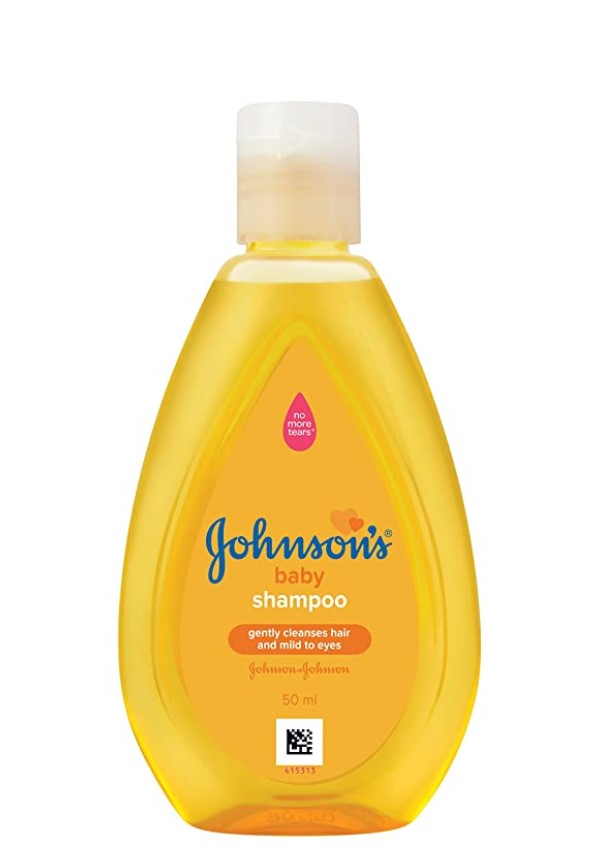 no
more
tears*
Johnson's®
baby
shampoo
gently cleanses hair
and mild to eyes
Johnson&Johnson
50 ml
415313